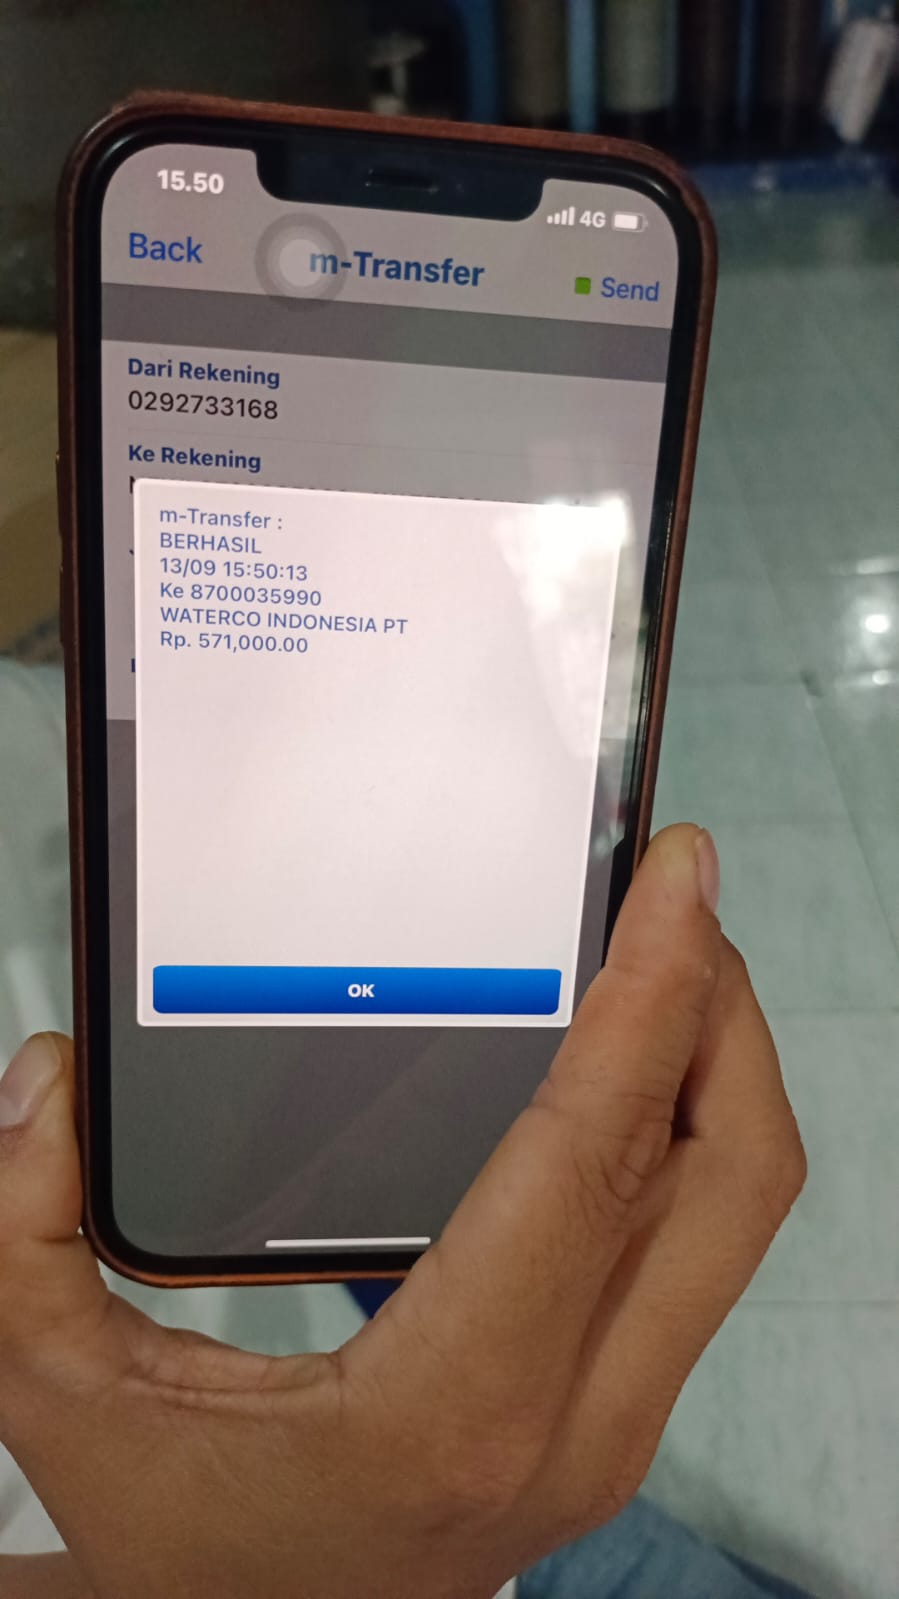 15.50
4G
Back
m-Transfer
Send
Dari Rekening
0292733168
Ke Rekening
m-Transfer :
BERHASIL
13/09 15:50:13
Ke 8700035990
WATERCO INDONESIA PT
Rp. 571,000.00
OK